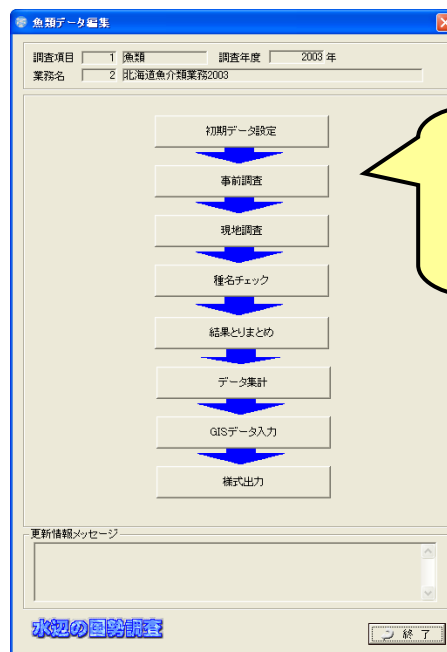 魚類データ編集
調査項目 1 魚類 調査年度 2003 年
業務名 2 北海道魚介類業務2003
初期データ設定
事前調査
現地調査
種名チェック
結果とりまとめ
データ集計
GISデータ入力
様式出力
更新情報メッセージ
水辺の国勢調査
終 了